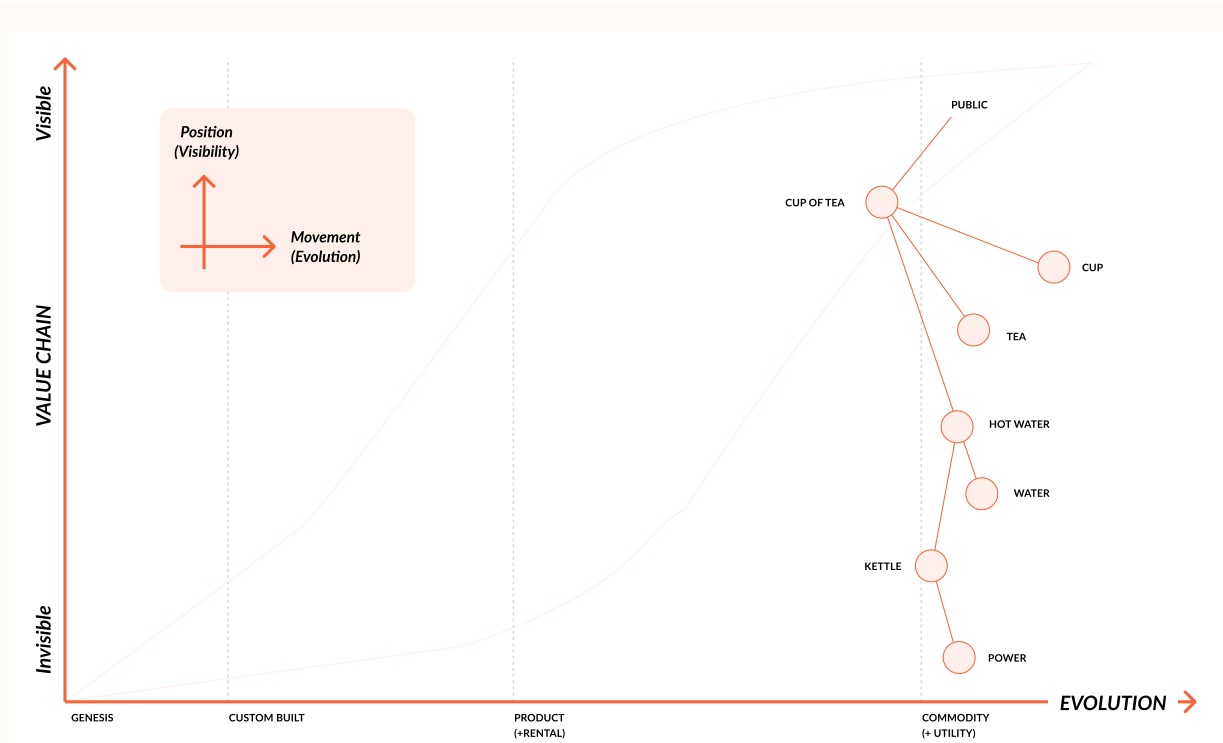 Visible
VALUE CHAIN
Invisible
Position
(Visibility)
Movement
(Evolution)
PUBLIC
CUP OF TEA
CUP
TEA
HOT WATER
WATER
KETTLE
POWER
EVOLUTION
GENESIS
CUSTOM BUILT
PRODUCT
(+RENTAL)
COMMODITY
(+ UTILITY)